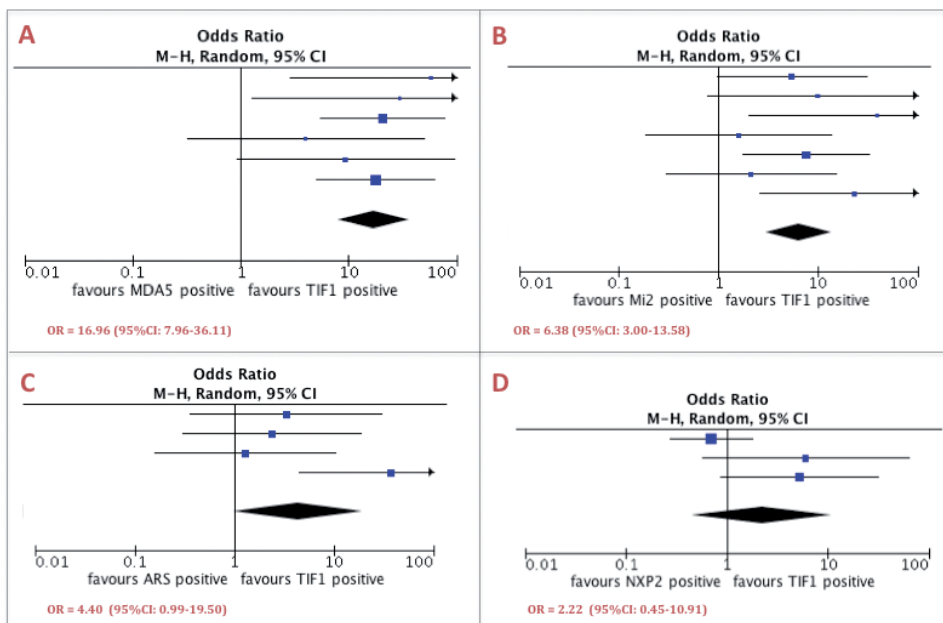 A
Odds Ratio
M-H, Random, 95% CI
0.01 0.1 1 10 100
favours MDA5 positive favours TIF1 positive
OR = 16.96 (95%CI: 7.96-36.11)
B
Odds Ratio
M-H, Random, 95% CI
0.01 0.1 1 10 100
favours Mi2 positive favours TIF1 positive
OR = 6.38 (95%CI: 3.00-13.58)
C
Odds Ratio
M-H, Random, 95% CI
0.01 0.1 1 10 100
favours ARS positive favours TIF1 positive
OR = 4.40 (95%CI: 0.99-19.50)
D
Odds Ratio
M-H, Random, 95% CI
0.01 0.1 1 10 100
favours NXP2 positive favours TIF1 positive
OR = 2.22 (95%CI: 0.45-10.91)